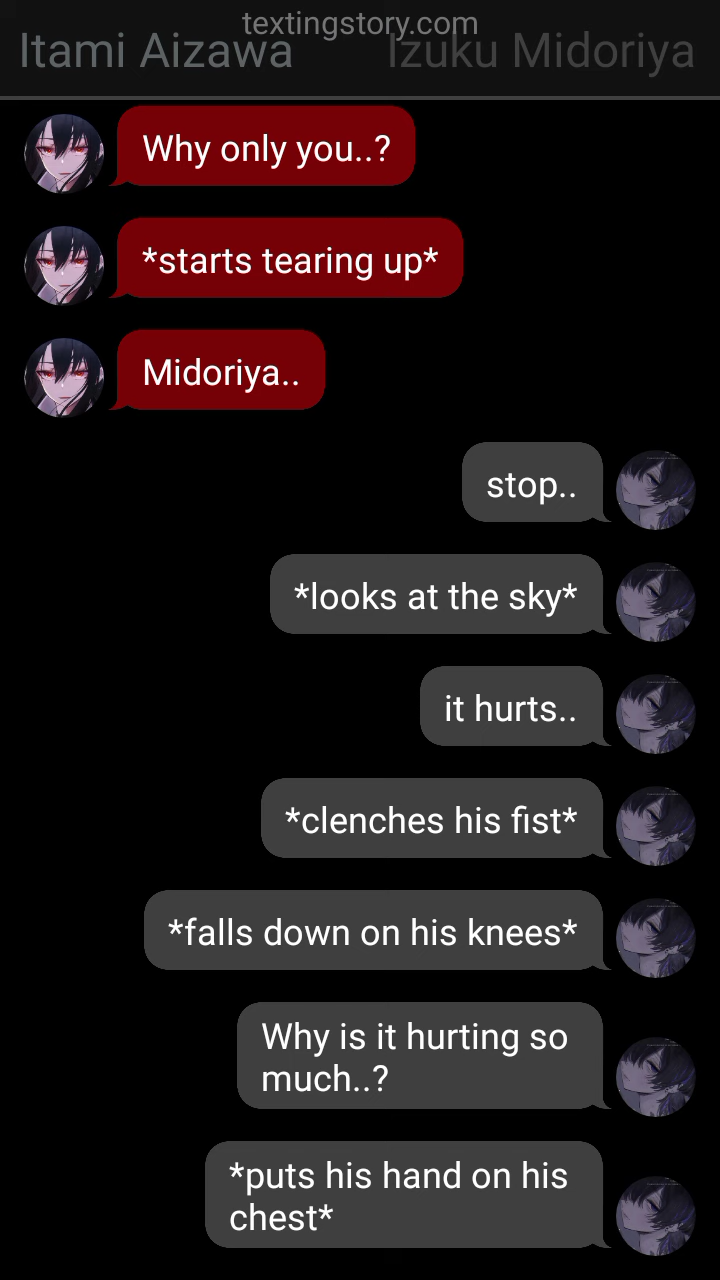 textingstory.com
Itami Aizawa
Izuku Midoriya
Why only you..?
*starts tearing up*
Midoriya..
stop..
*looks at the sky*
it hurts..
*clenches his fist*
*falls down on his knees*
Why is it hurting so
much..?
*puts his hand on his
chest*